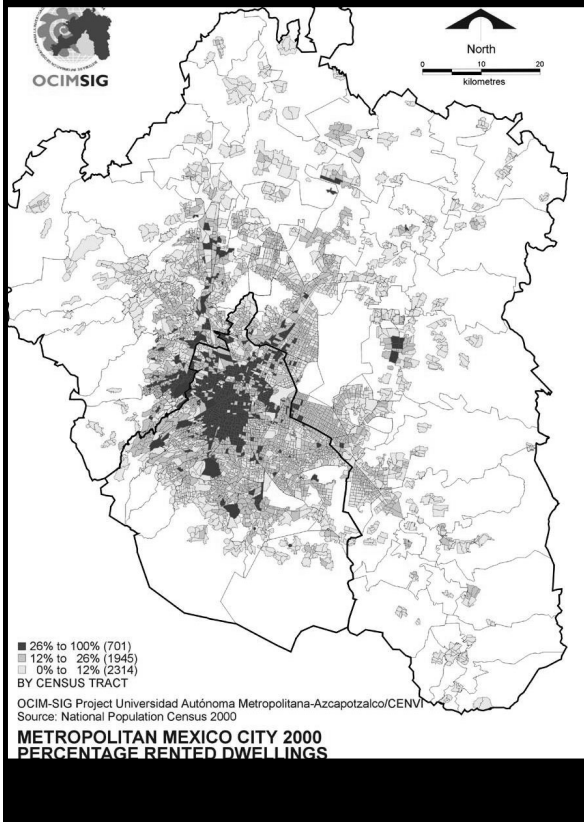 OCIMSIG
North
0 10 20
kilometres
26% to 100% (701)
12% to 26% (1945)
0% to 12% (2314)
BY CENSUS TRACT
OCIM-SIG Project Universidad Autónoma Metropolitana-Azcapotzalco/CENVI
Source: National Population Census 2000
METROPOLITAN MEXICO CITY 2000
PERCENTAGE RENTED DWELLINGS